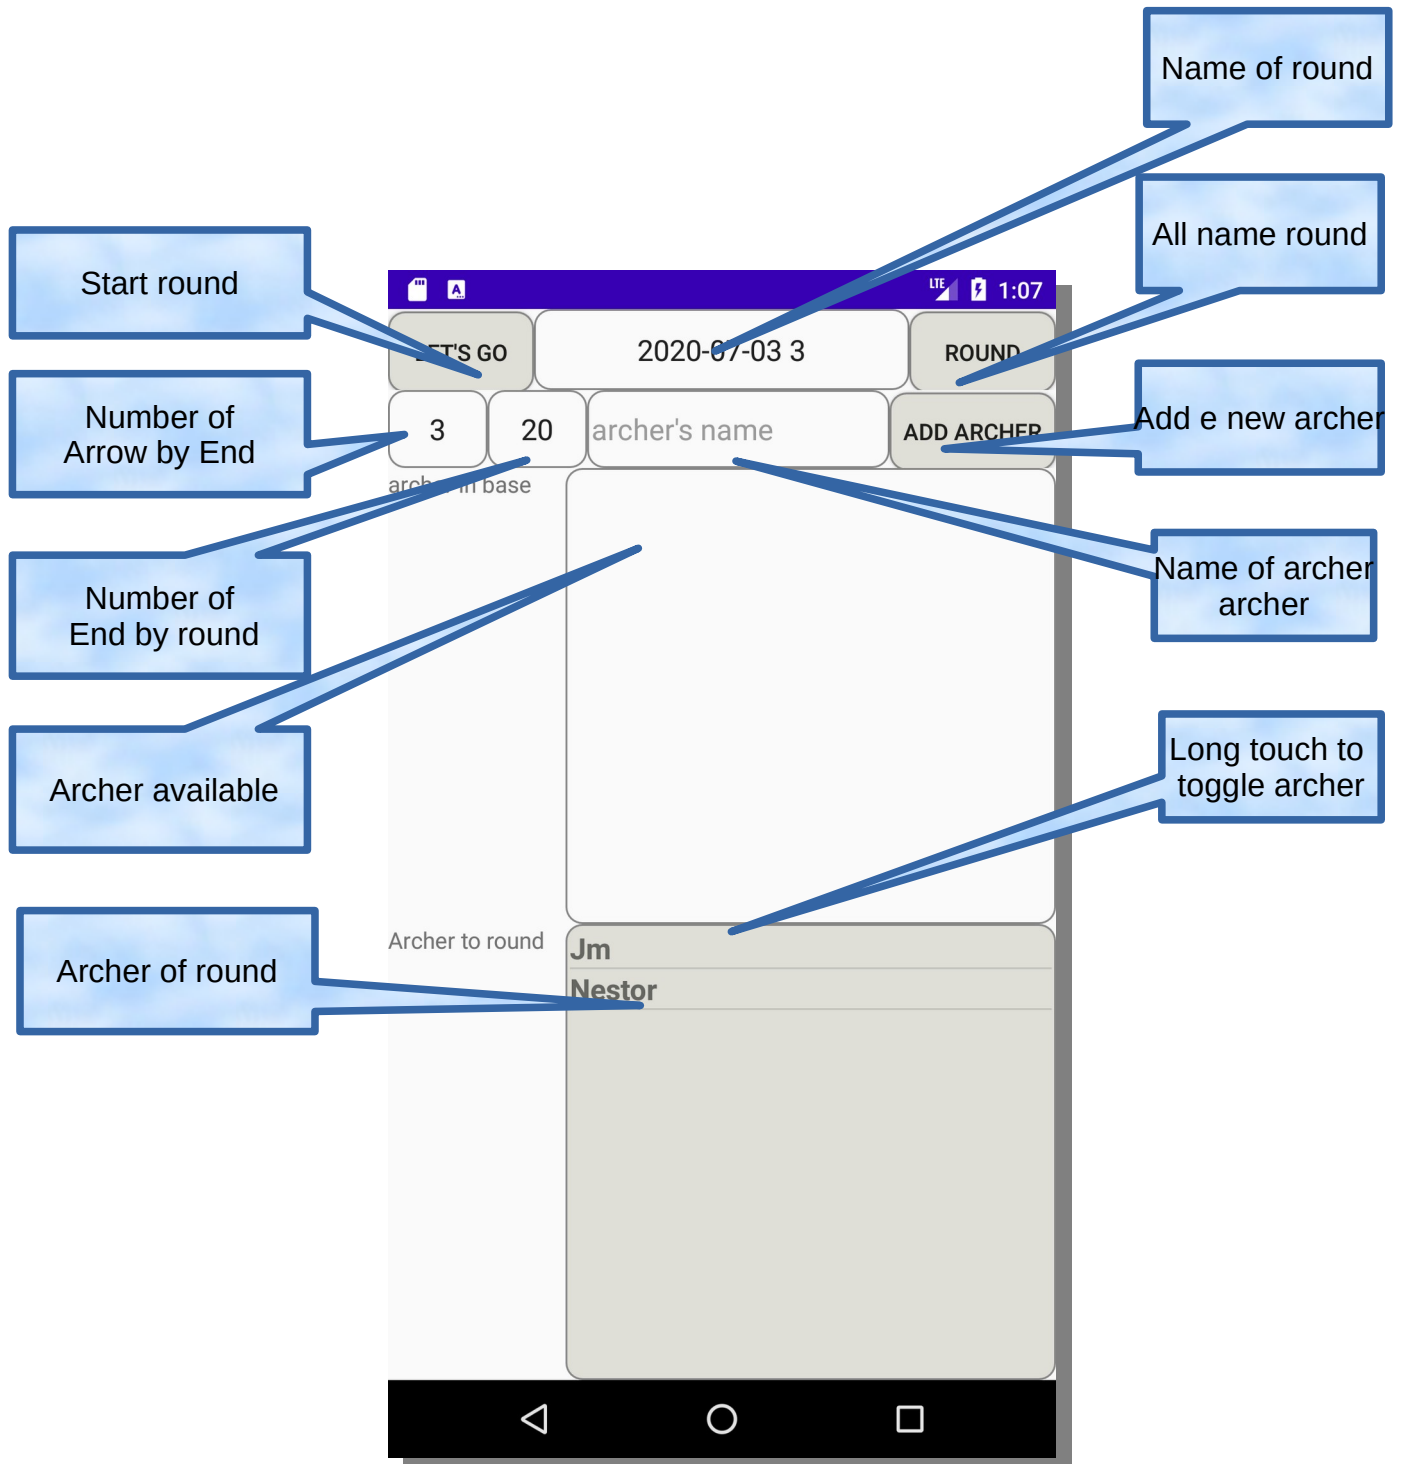 Name of round
All name round
Start round
LTE 1:07
LET'S GO
2020-07-03 3
ROUND
Number of
Arrow by End
3
20
archer's name
ADD ARCHER
Add e new archer
archer in base
Name of archer
archer
Number of
End by round
Long touch to
toggle archer
Archer available
Archer to round
Jm
Nestor
Archer of round